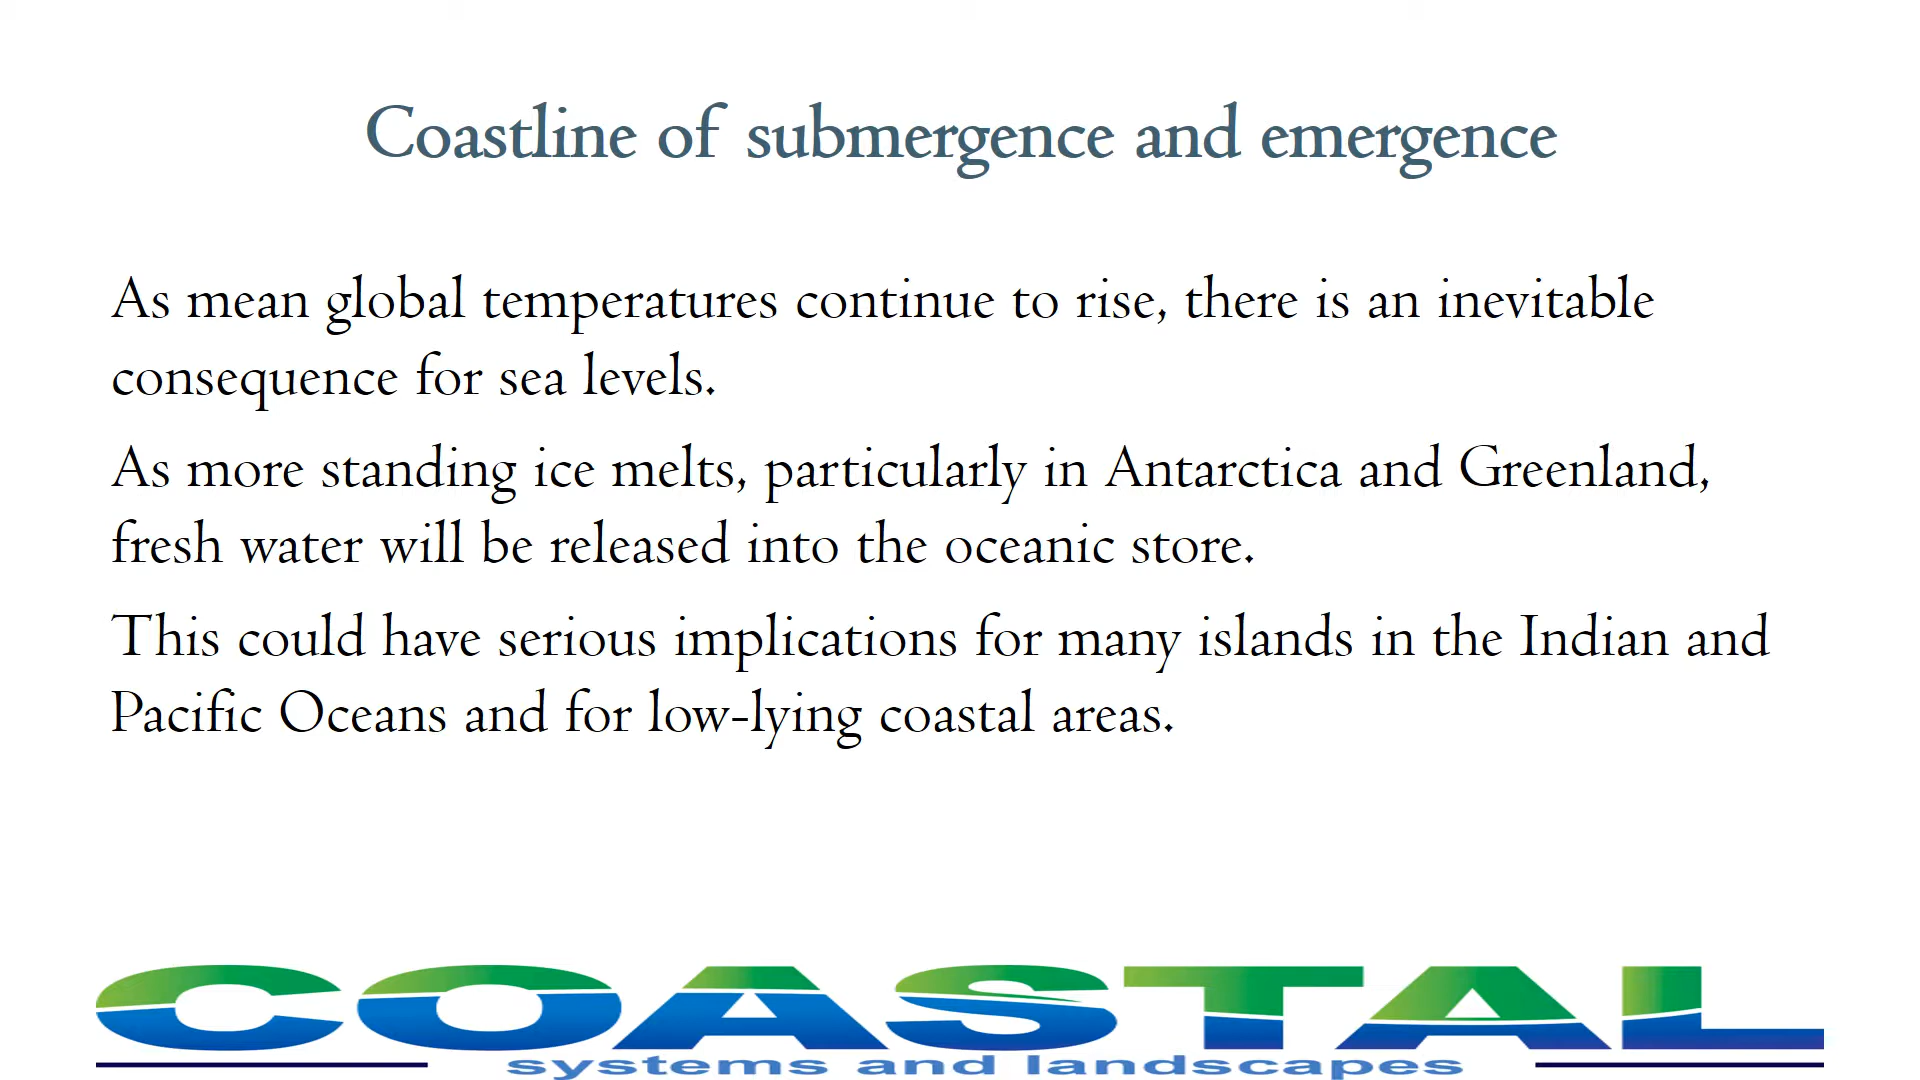 Coastline of submergence and emergence
As mean global temperatures continue to rise, there is an inevitable
consequence for sea levels.
As more standing ice melts, particularly in Antarctica and Greenland,
fresh water will be released into the oceanic store.
This could have serious implications for many islands in the Indian and
Pacific Oceans and for low-lying coastal areas.
COASTAL
systems and landscapes